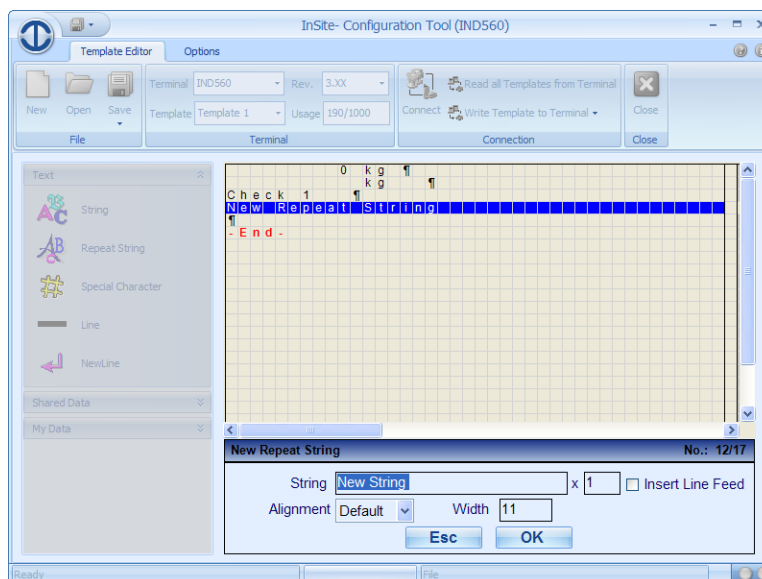 InSite- Configuration Tool (IND560)
Template Editor Options
New Open Save
File
Terminal IND560 Rev. 3.XX
Template Template 1 Usage 190/1000
Terminal
Connect Read all Templates from Terminal
Write Template to Terminal
Connection
Close
Close
Text
String
Repeat String
Special Character
Line
NewLine
Shared Data
My Data
0 kg ¶
kg ¶
Check 1 ¶
New Repeat String
¶
-End-
New Repeat String No.: 12/17
String New String x 1 Insert Line Feed
Alignment Default Width 11
Esc OK
Ready File